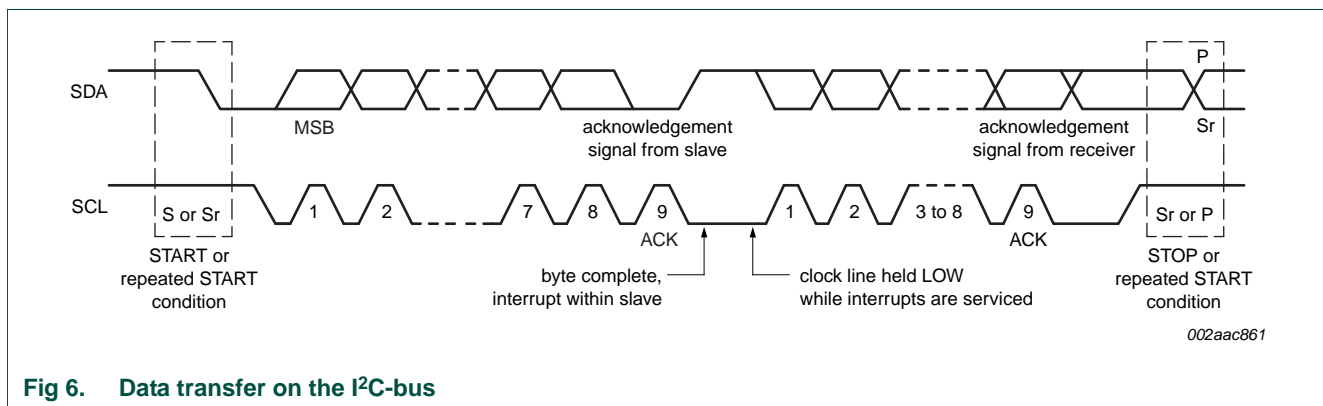 SDA
MSB
acknowledgement
signal from slave
acknowledgement
signal from receiver
P
Sr
SCL
S or Sr
1
2
7
8
9
ACK
1
2
3 to 8
9
ACK
Sr or P
START or
repeated START
condition
byte complete,
interrupt within slave
clock line held LOW
while interrupts are serviced
STOP or
repeated START
condition
002aac861
Fig 6. Data transfer on the I²C-bus